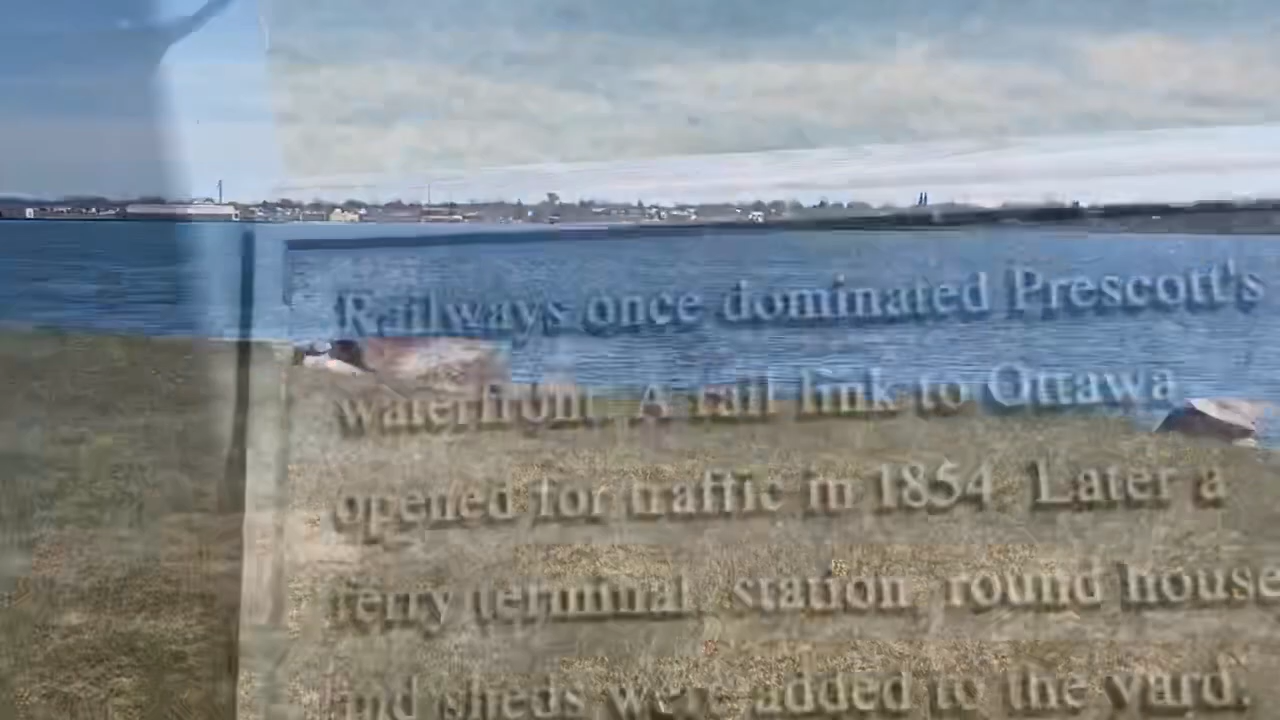 Railways once dominated Prescott's
waterfront. A rail link to Ottawa
opened for traffic in 1854. Later a
ferry terminal, station, round house
and sheds were added to the yard.